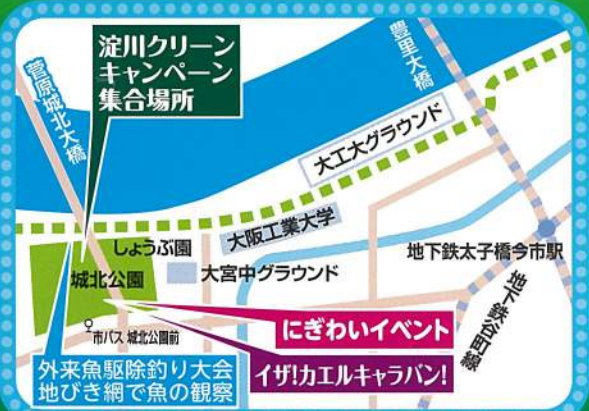 淀川クリーン
キャンペーン
集合場所
菅原城北大橋
豊里大橋
大工大グラウンド
大阪工業大学
しょうぶ園
城北公園
大宮中グラウンド
地下鉄太子橋今市駅
地下鉄谷町線
市バス 城北公園前
にぎわいイベント
外来魚駆除釣り大会
地びき網で魚の観察
イザ!カエルキャラバン!